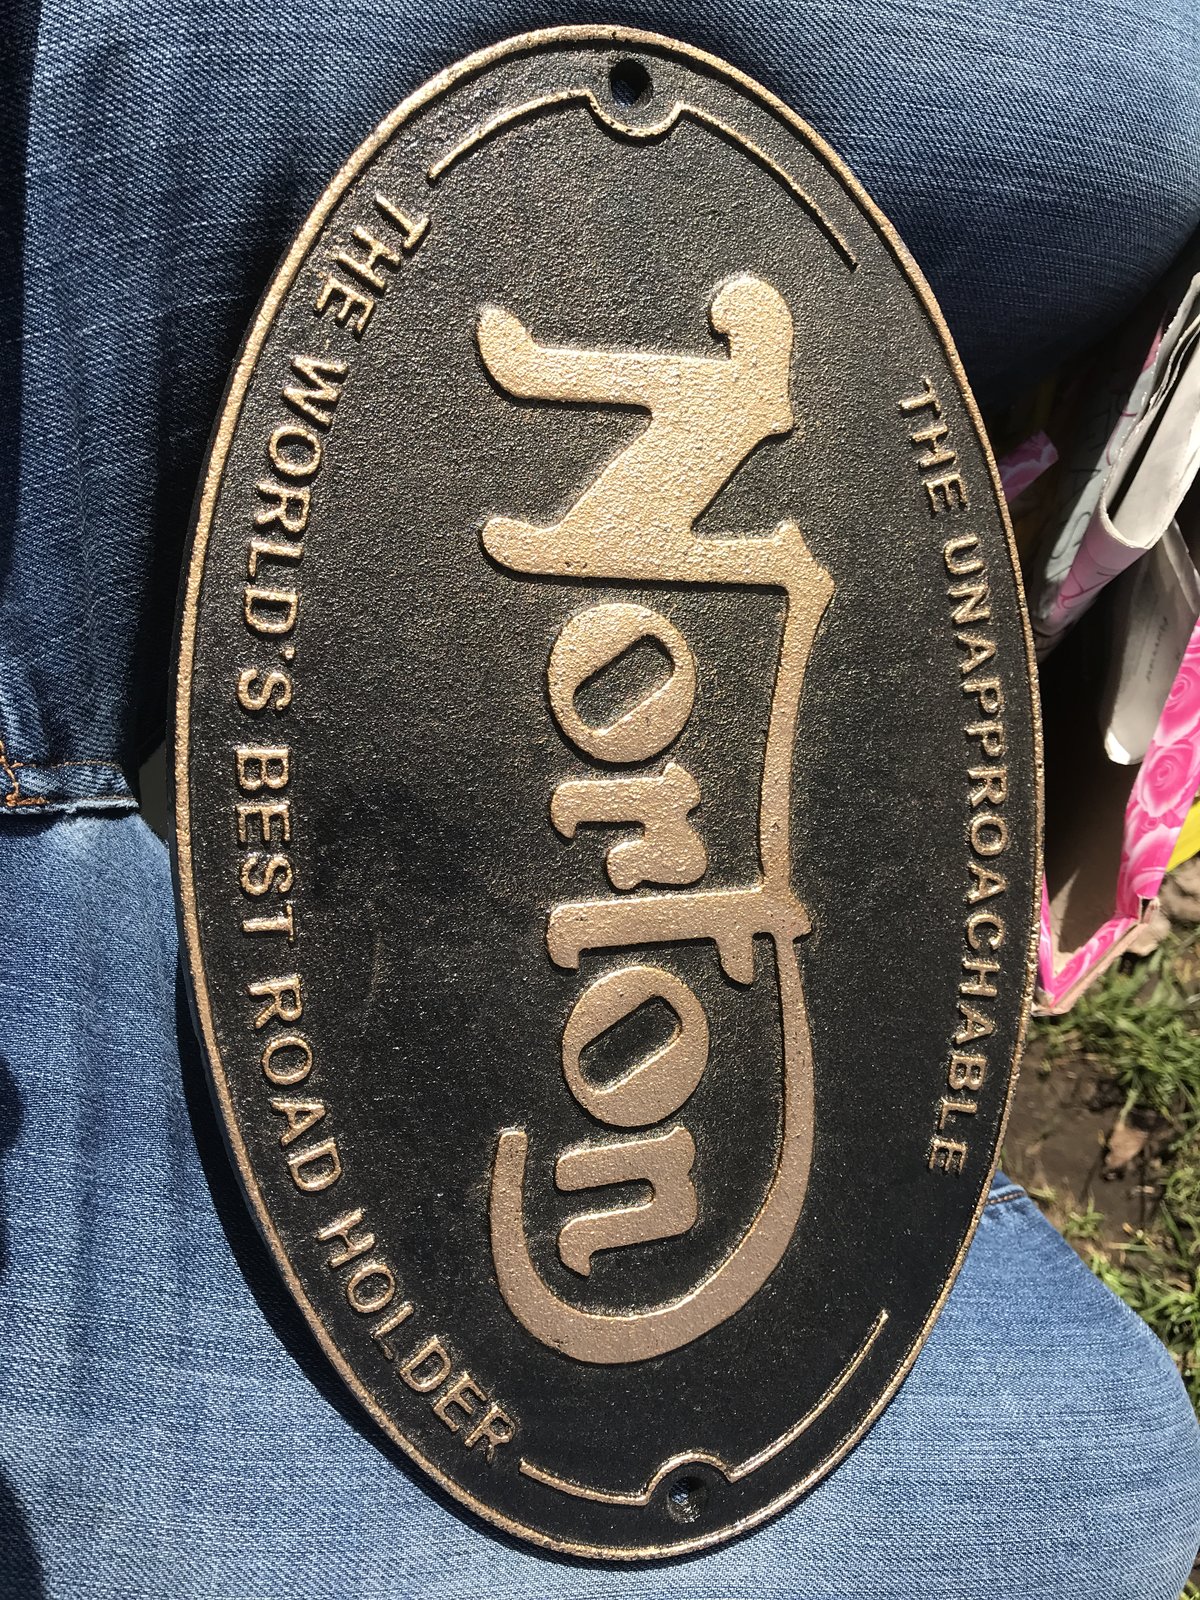 THE UNAPPROACHABLE
Norton
THE WORLD'S BEST ROAD HOLDER